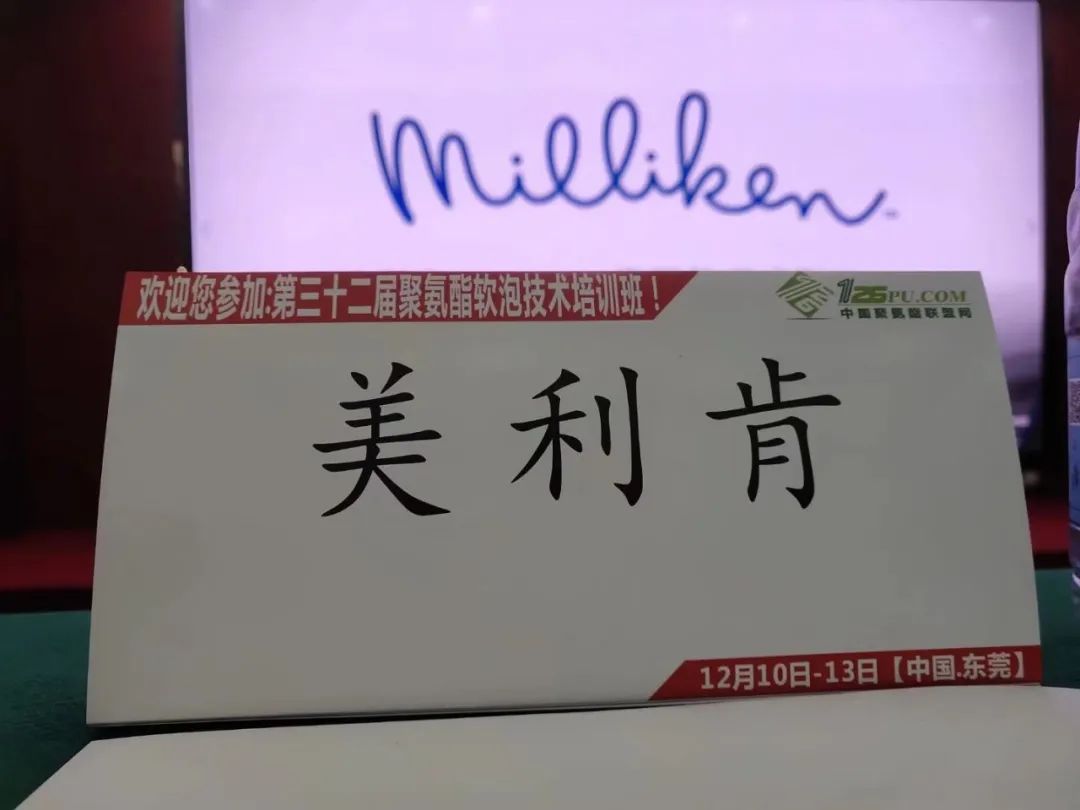 Milliken
欢迎您参加:第三十二届聚氨酯软泡技术培训班！
126PU.COM
中国聚氨酯联盟网
美利肯
12月10日-13日【中国.东莞】